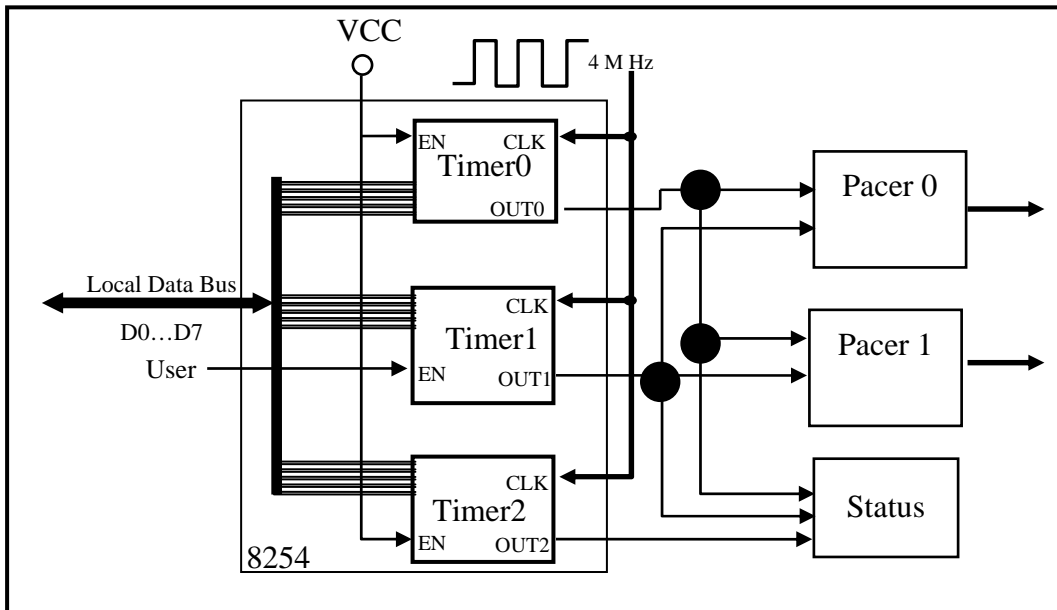 VCC
4 M Hz
EN
CLK
Timer0
OUT0
Pacer 0
Local Data Bus
D0…D7
User
CLK
Timer1
EN
OUT1
Pacer 1
CLK
Timer2
EN
OUT2
Status
8254